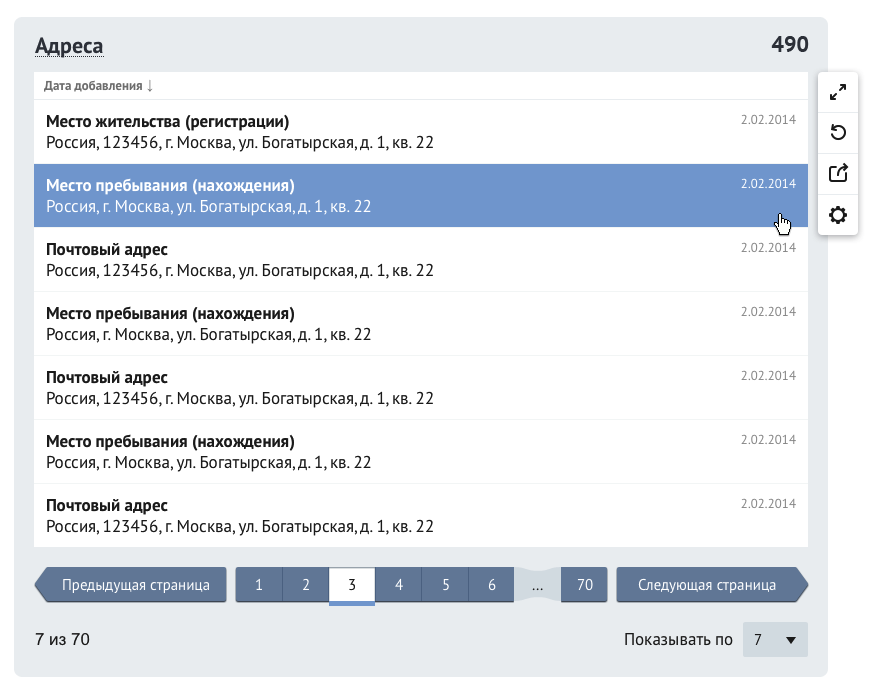 Адреса
490
Дата добавления ↓
Место жительства (регистрации)
2.02.2014
Россия, 123456, г. Москва, ул. Богатырская, д. 1, кв. 22
Место пребывания (нахождения)
2.02.2014
Россия, г. Москва, ул. Богатырская, д. 1, кв. 22
Почтовый адрес
2.02.2014
Россия, 123456, г. Москва, ул. Богатырская, д. 1, кв. 22
Место пребывания (нахождения)
2.02.2014
Россия, г. Москва, ул. Богатырская, д. 1, кв. 22
Почтовый адрес
2.02.2014
Россия, 123456, г. Москва, ул. Богатырская, д. 1, кв. 22
Место пребывания (нахождения)
2.02.2014
Россия, г. Москва, ул. Богатырская, д. 1, кв. 22
Почтовый адрес
2.02.2014
Россия, 123456, г. Москва, ул. Богатырская, д. 1, кв. 22
Предыдущая страница 1 2 3 4 5 6 ... 70 Следующая страница
7 из 70
Показывать по 7